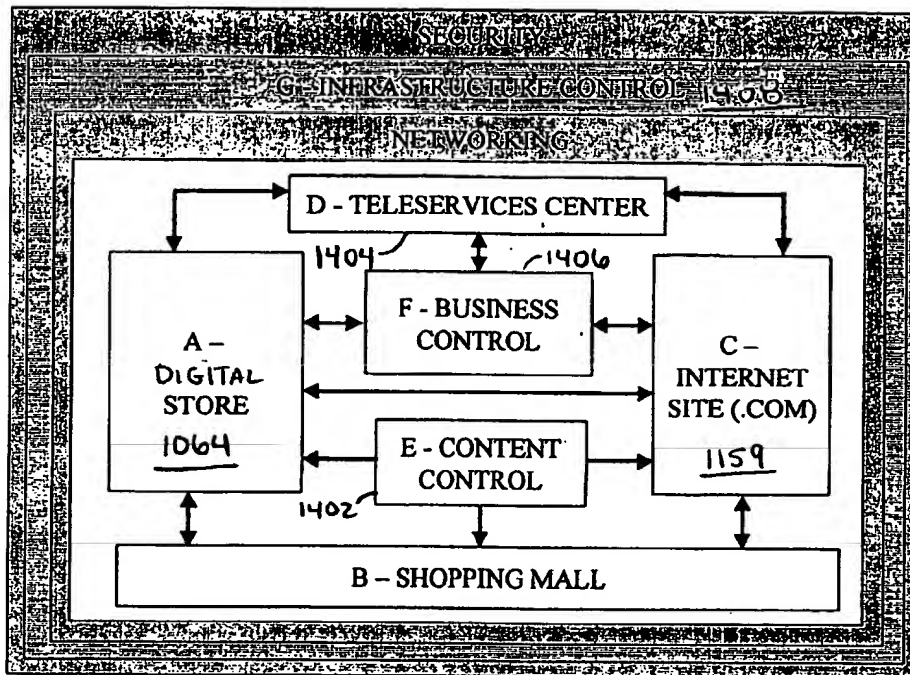 SECURITY
G - INFRASTRUCTURE CONTROL 1408
NETWORKING
D - TELESERVICES CENTER
1404
1406
F - BUSINESS
CONTROL
A –
DIGITAL
STORE
1064
C –
INTERNET
SITE (.COM)
1159
E - CONTENT
CONTROL
1402
B – SHOPPING MALL